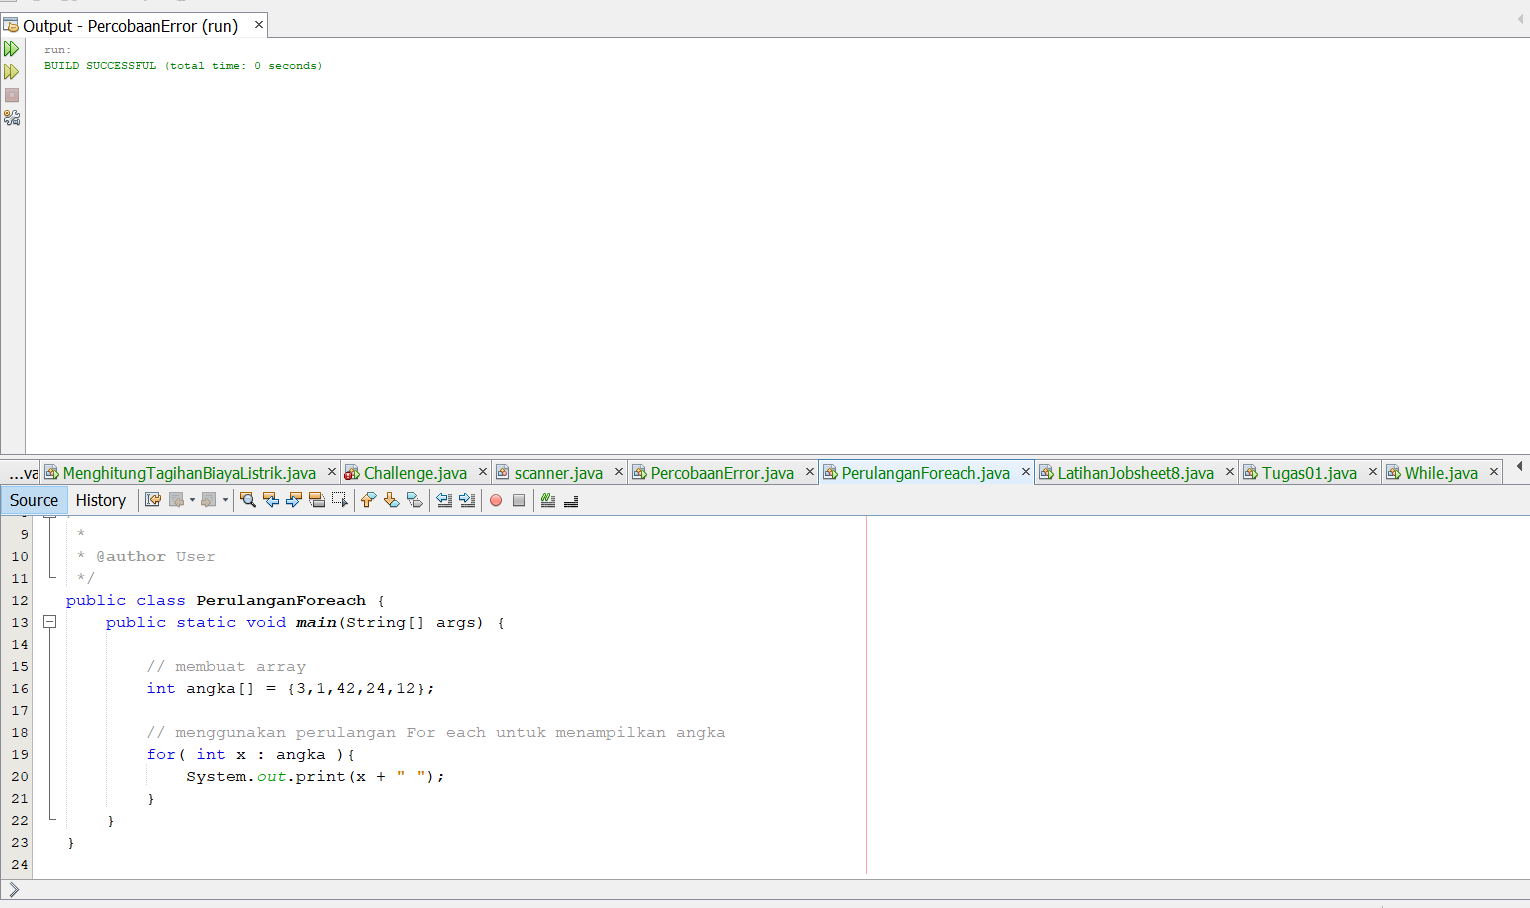 Output - PercobaanError (run)
run:
BUILD SUCCESSFUL (total time: 0 seconds)
...va MenghitungTagihanBiayaListrik.java Challenge.java scanner.java PercobaanError.java PerulanganForeach.java LatihanJobsheet8.java Tugas01.java While.java
Source History
9 *
10 * @author User
11 */
12 public class PerulanganForeach {
13 public static void main(String[] args) {
14
15 // membuat array
16 int angka[] = {3,1,42,24,12};
17
18 // menggunakan perulangan For each untuk menampilkan angka
19 for( int x : angka ){
20 System.out.print(x + " ");
21 }
22 }
23 }
24